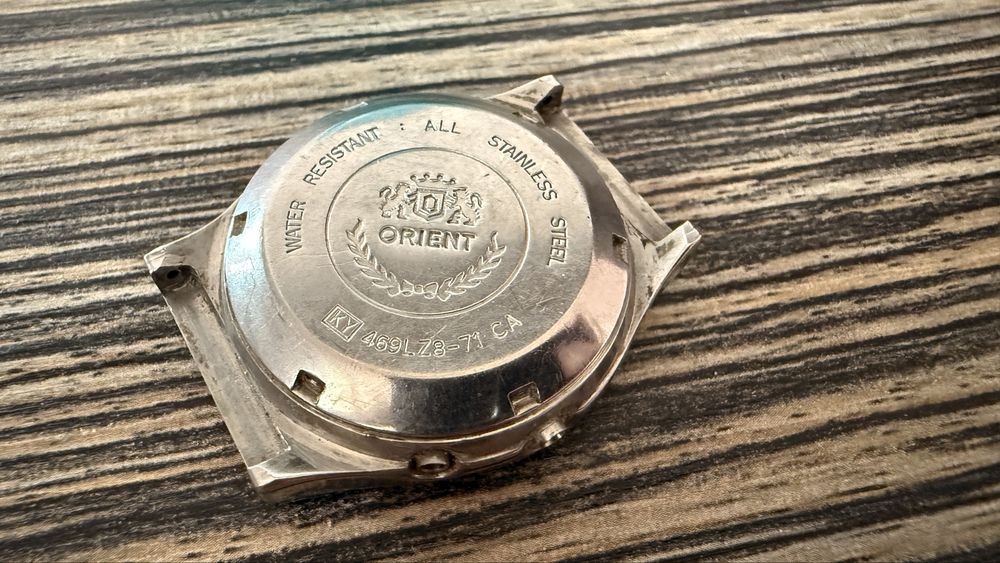 WATER RESISTANT : ALL STAINLESS STEEL
ORIENT
KY 469LZ8-71 CA